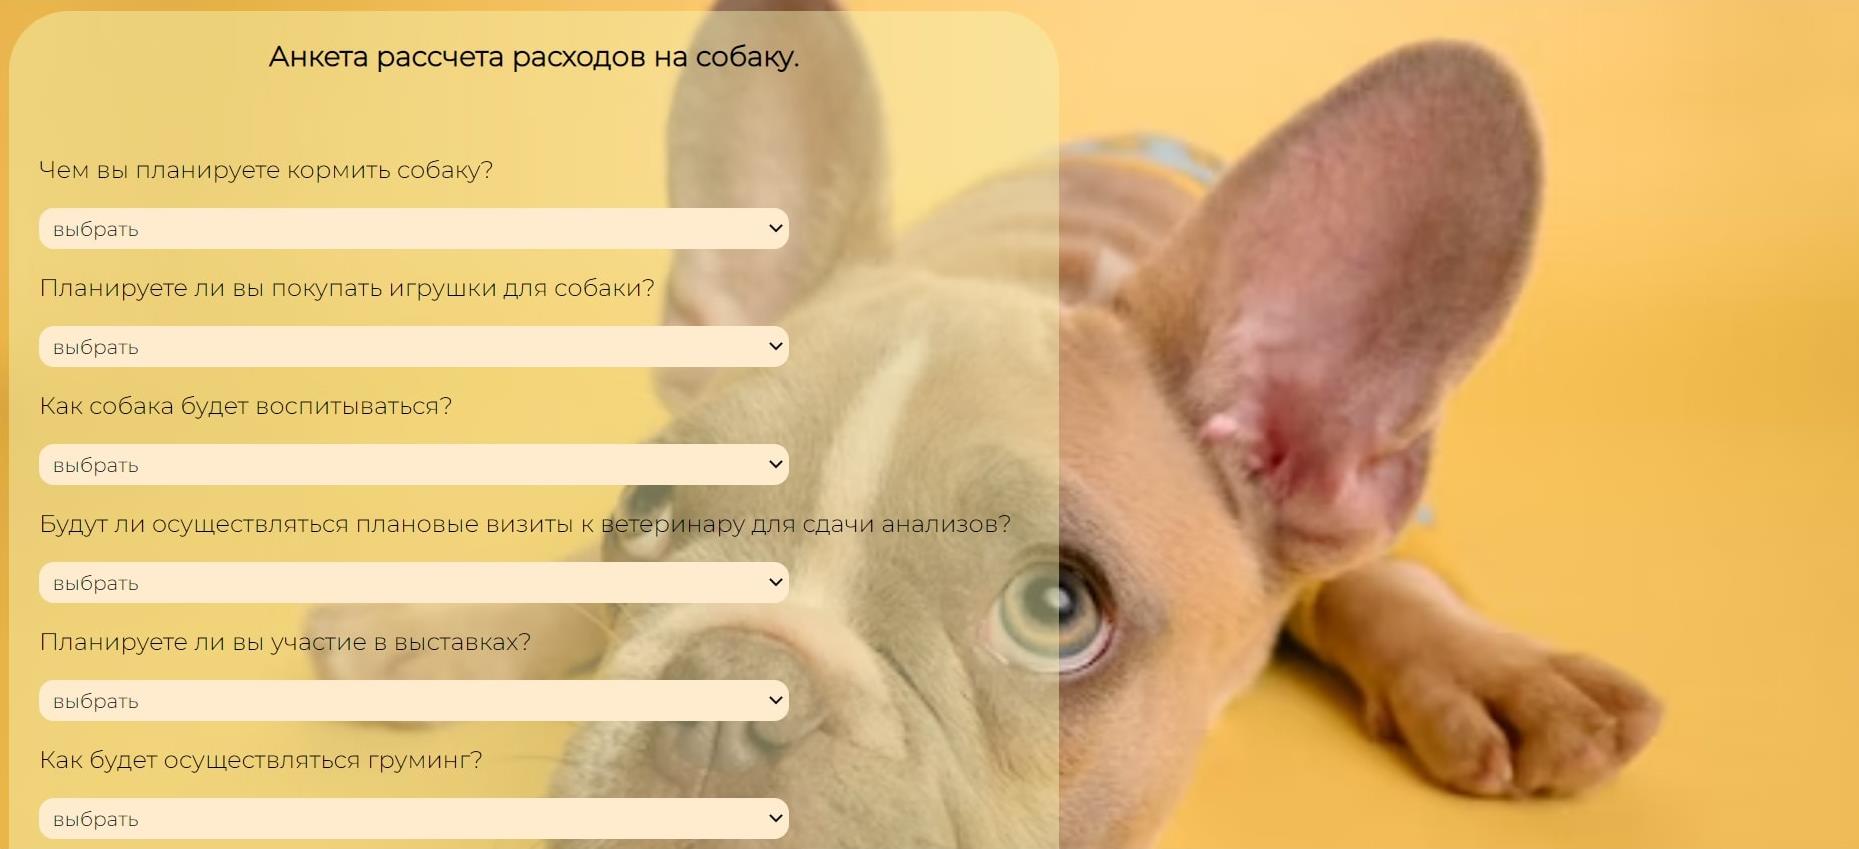 Анкета рассчета расходов на собаку.
Чем вы планируете кормить собаку?
выбрать
Планируете ли вы покупать игрушки для собаки?
выбрать
Как собака будет воспитываться?
выбрать
Будут ли осуществляться плановые визиты к ветеринару для сдачи анализов?
выбрать
Планируете ли вы участие в выставках?
выбрать
Как будет осуществляться груминг?
выбрать